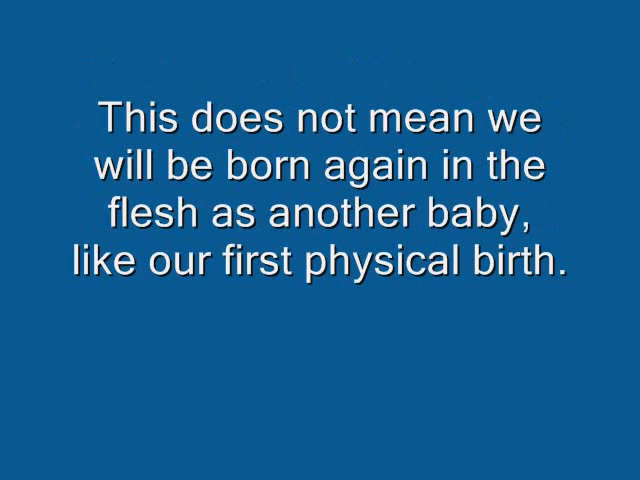 This does not mean we
will be born again in the
flesh as another baby,
like our first physical birth.